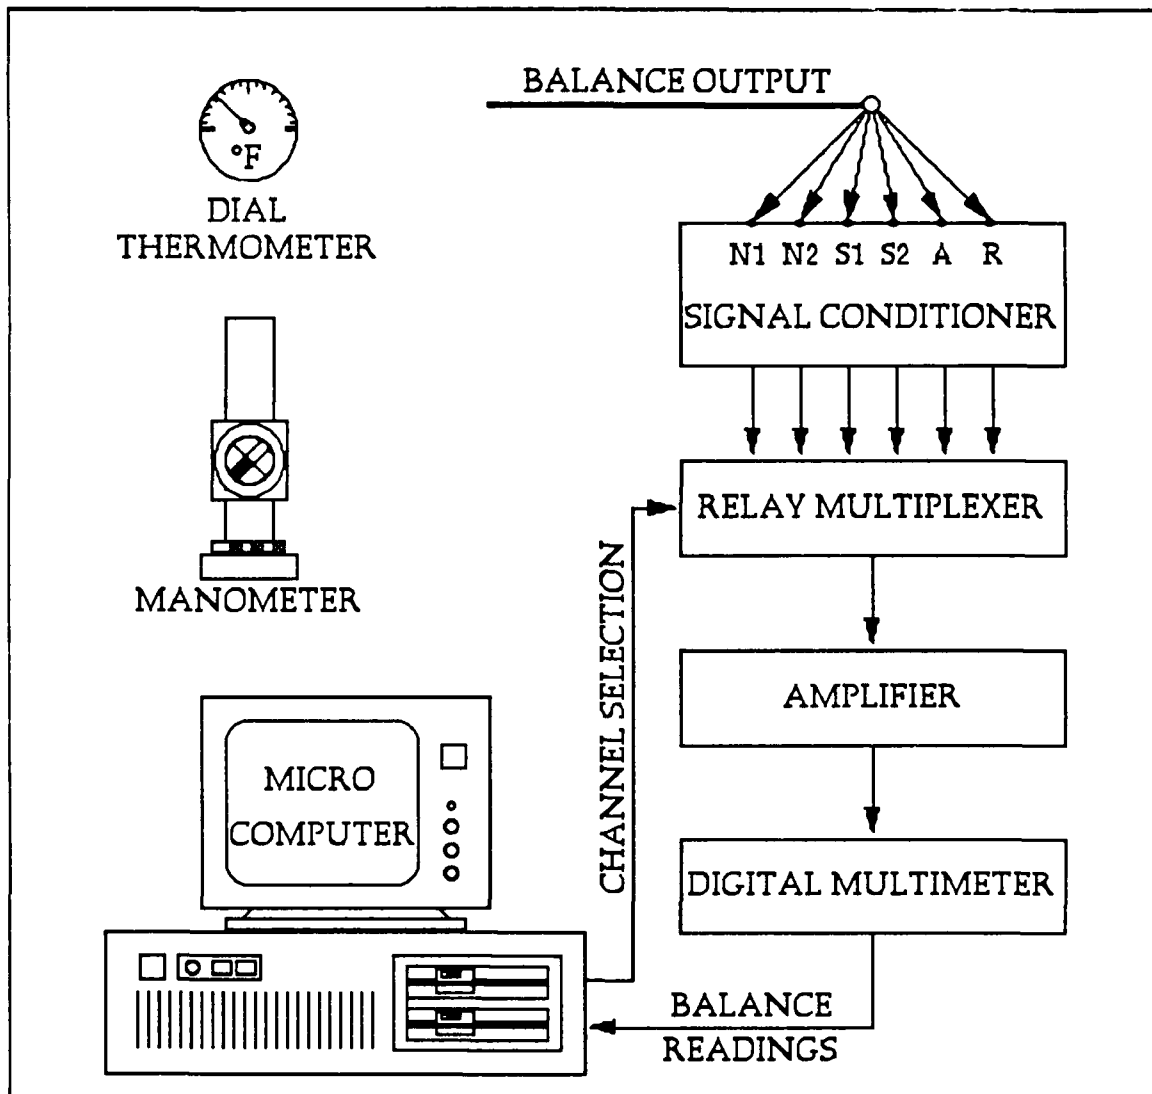 BALANCE OUTPUT
°F
DIAL
THERMOMETER
N1 N2 S1 S2 A R
SIGNAL CONDITIONER
MANOMETER
RELAY MULTIPLEXER
CHANNEL SELECTION
AMPLIFIER
MICRO
COMPUTER
DIGITAL MULTIMETER
BALANCE
READINGS